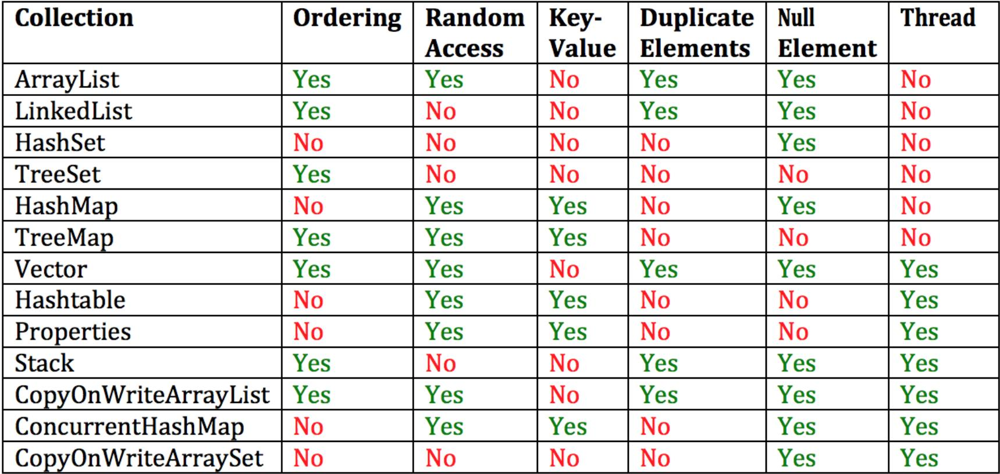 Collection Ordering Random Access Key-Value Duplicate Elements Null Element Thread
ArrayList Yes Yes No Yes Yes No
LinkedList Yes No No Yes Yes No
HashSet No No No No Yes No
TreeSet Yes No No No No No
HashMap No Yes Yes No Yes No
TreeMap Yes Yes Yes No No No
Vector Yes Yes No Yes Yes Yes
Hashtable No Yes Yes No No Yes
Properties No Yes Yes No No Yes
Stack Yes No No Yes Yes Yes
CopyOnWriteArrayList Yes Yes No Yes Yes Yes
ConcurrentHashMap No Yes Yes No Yes Yes
CopyOnWriteArraySet No No No No Yes Yes